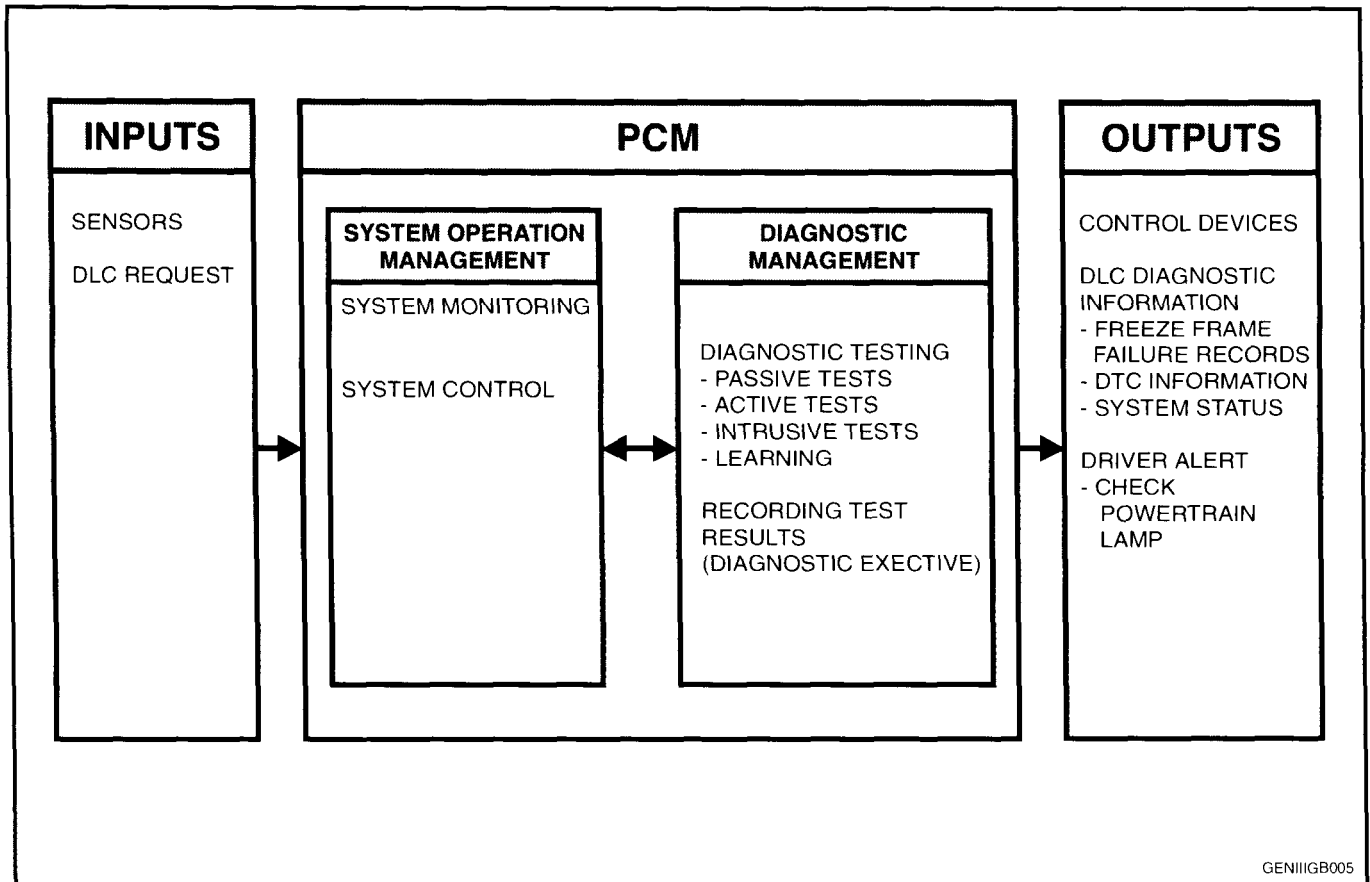 INPUTS
SENSORS
DLC REQUEST
PCM
SYSTEM OPERATION
MANAGEMENT
SYSTEM MONITORING
SYSTEM CONTROL
DIAGNOSTIC
MANAGEMENT
DIAGNOSTIC TESTING
- PASSIVE TESTS
- ACTIVE TESTS
- INTRUSIVE TESTS
- LEARNING
RECORDING TEST
RESULTS
(DIAGNOSTIC EXECTIVE)
OUTPUTS
CONTROL DEVICES
DLC DIAGNOSTIC
INFORMATION
- FREEZE FRAME
FAILURE RECORDS
- DTC INFORMATION
- SYSTEM STATUS
DRIVER ALERT
- CHECK
POWERTRAIN
LAMP
GENIIIGB005